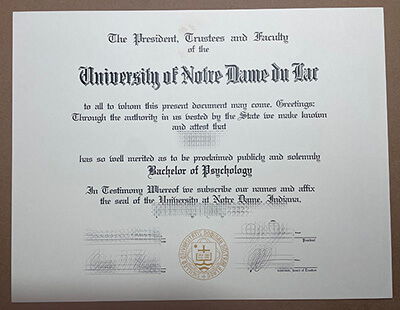 The President, Trustees and Faculty
of the
University of Notre Dame du Lac
to all to whom this present document may come, Greetings:
Through the authority in us vested by the State we make known
and attest that
has so well merited as to be proclaimed publicly and solemnly
Bachelor of Psychology
In Testimony Whereof we subscribe our names and affix
the seal of the University at Notre Dame, Indiana,
President